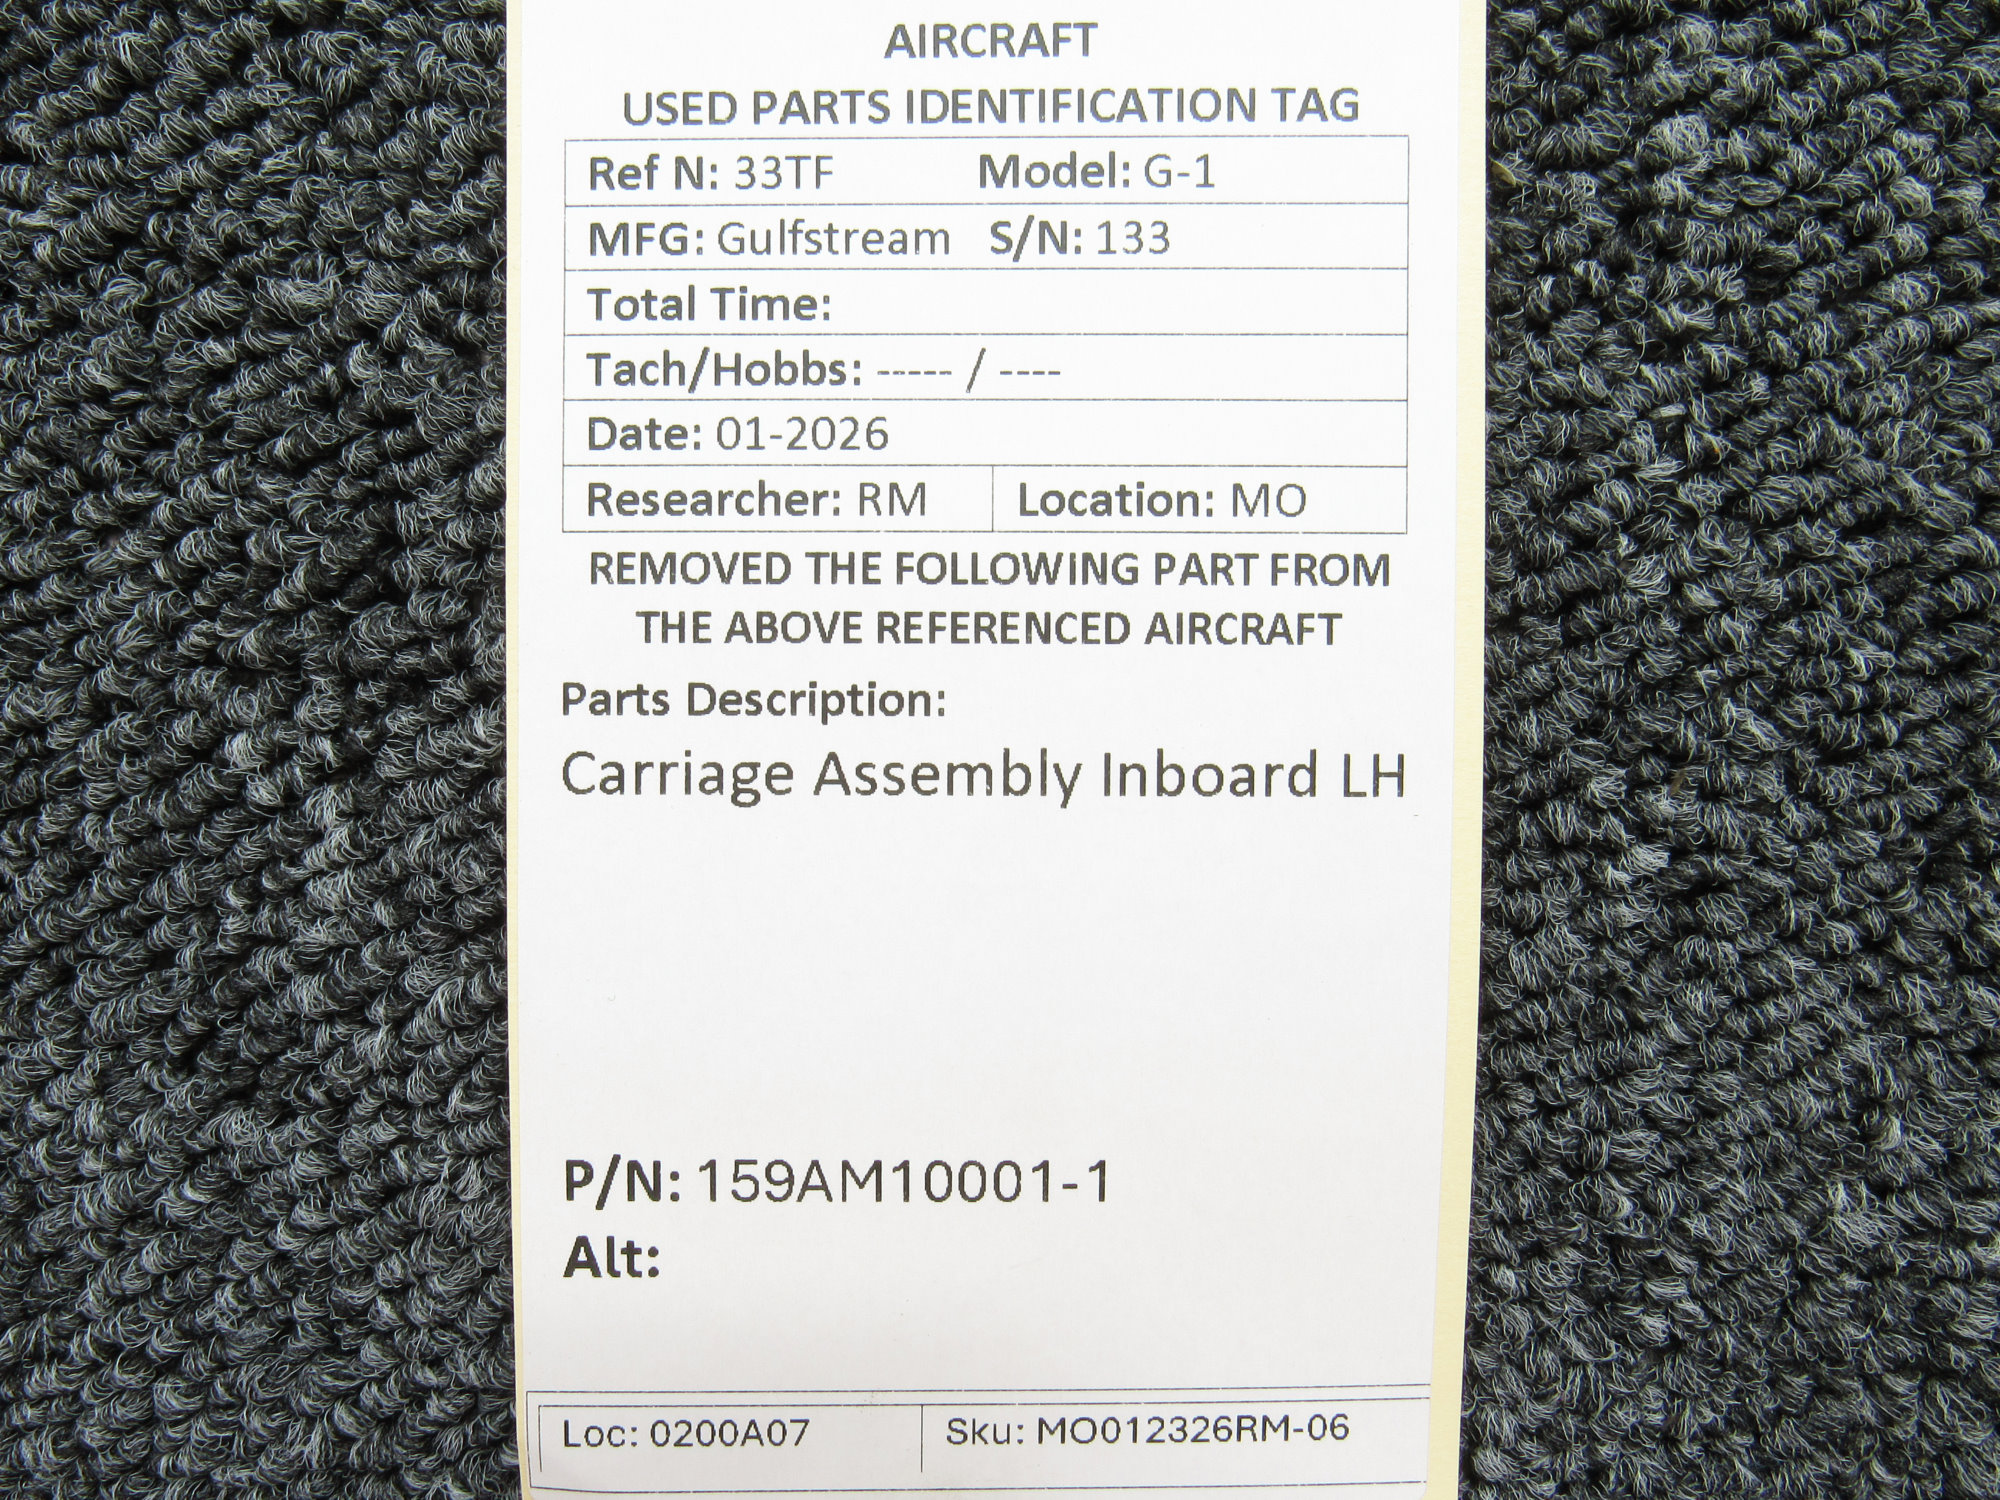 AIRCRAFT
USED PARTS IDENTIFICATION TAG
Ref N: 33TF Model: G-1
MFG: Gulfstream S/N: 133
Total Time:
Tach/Hobbs: ----- / ----
Date: 01-2026
Researcher: RM Location: MO
REMOVED THE FOLLOWING PART FROM
THE ABOVE REFERENCED AIRCRAFT
Parts Description:
Carriage Assembly Inboard LH
P/N: 159AM10001-1
Alt:
Loc: 0200A07 Sku: MO012326RM-06